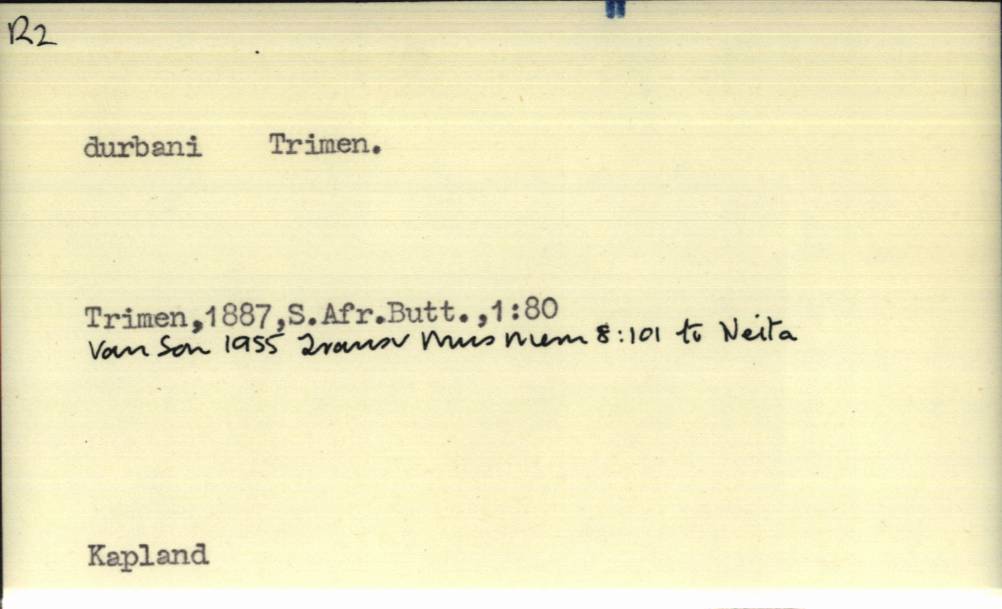 R2
durbani Trimen.
Trimen,1887,S.Afr.Butt.,1:80
Van Son 1955 Transv Mus Mem 8:101 to Neita
Kapland